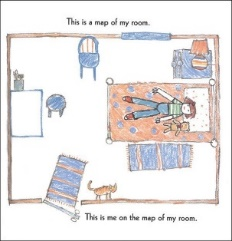 This is a map of my room.
This is me on the map of my room.